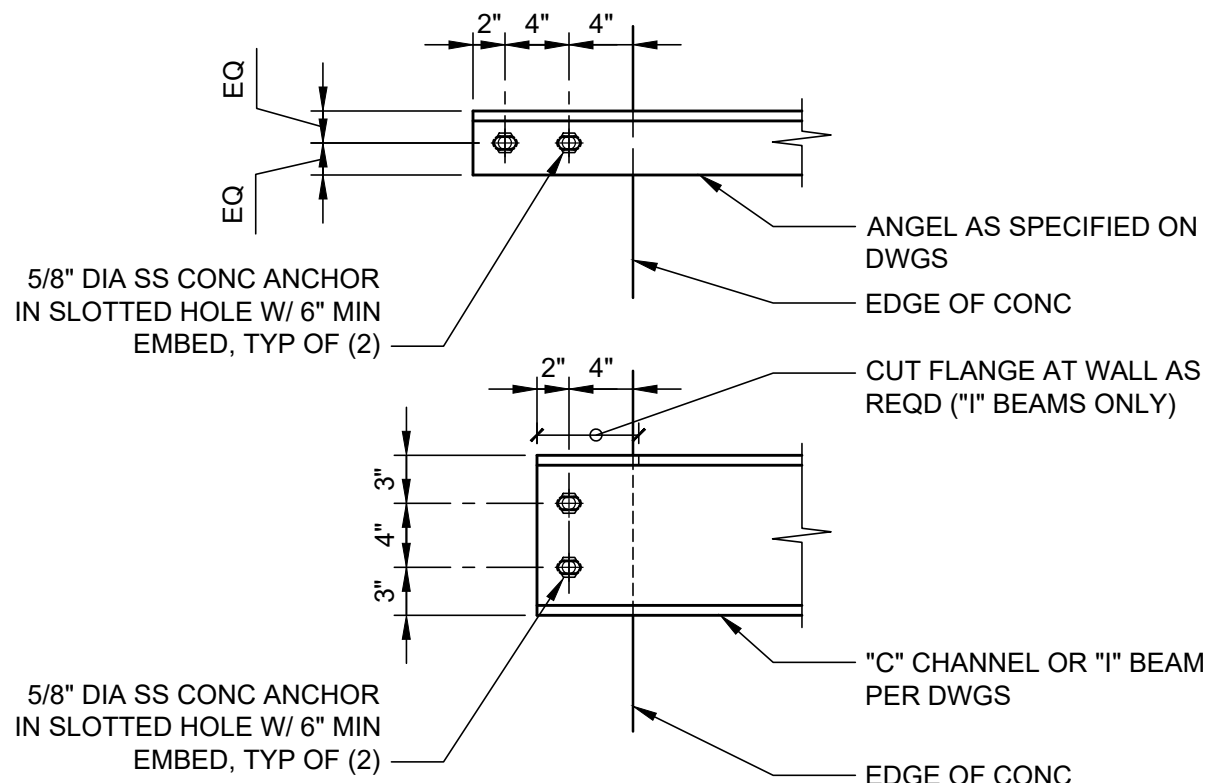 2" 4" 4"
EQ
EQ
ANGEL AS SPECIFIED ON
DWGS
5/8" DIA SS CONC ANCHOR
IN SLOTTED HOLE W/ 6" MIN
EMBED, TYP OF (2)
EDGE OF CONC
2" 4"
CUT FLANGE AT WALL AS
REQD ("I" BEAMS ONLY)
3"
4"
3"
"C" CHANNEL OR "I" BEAM
PER DWGS
5/8" DIA SS CONC ANCHOR
IN SLOTTED HOLE W/ 6" MIN
EMBED, TYP OF (2)
EDGE OF CONC